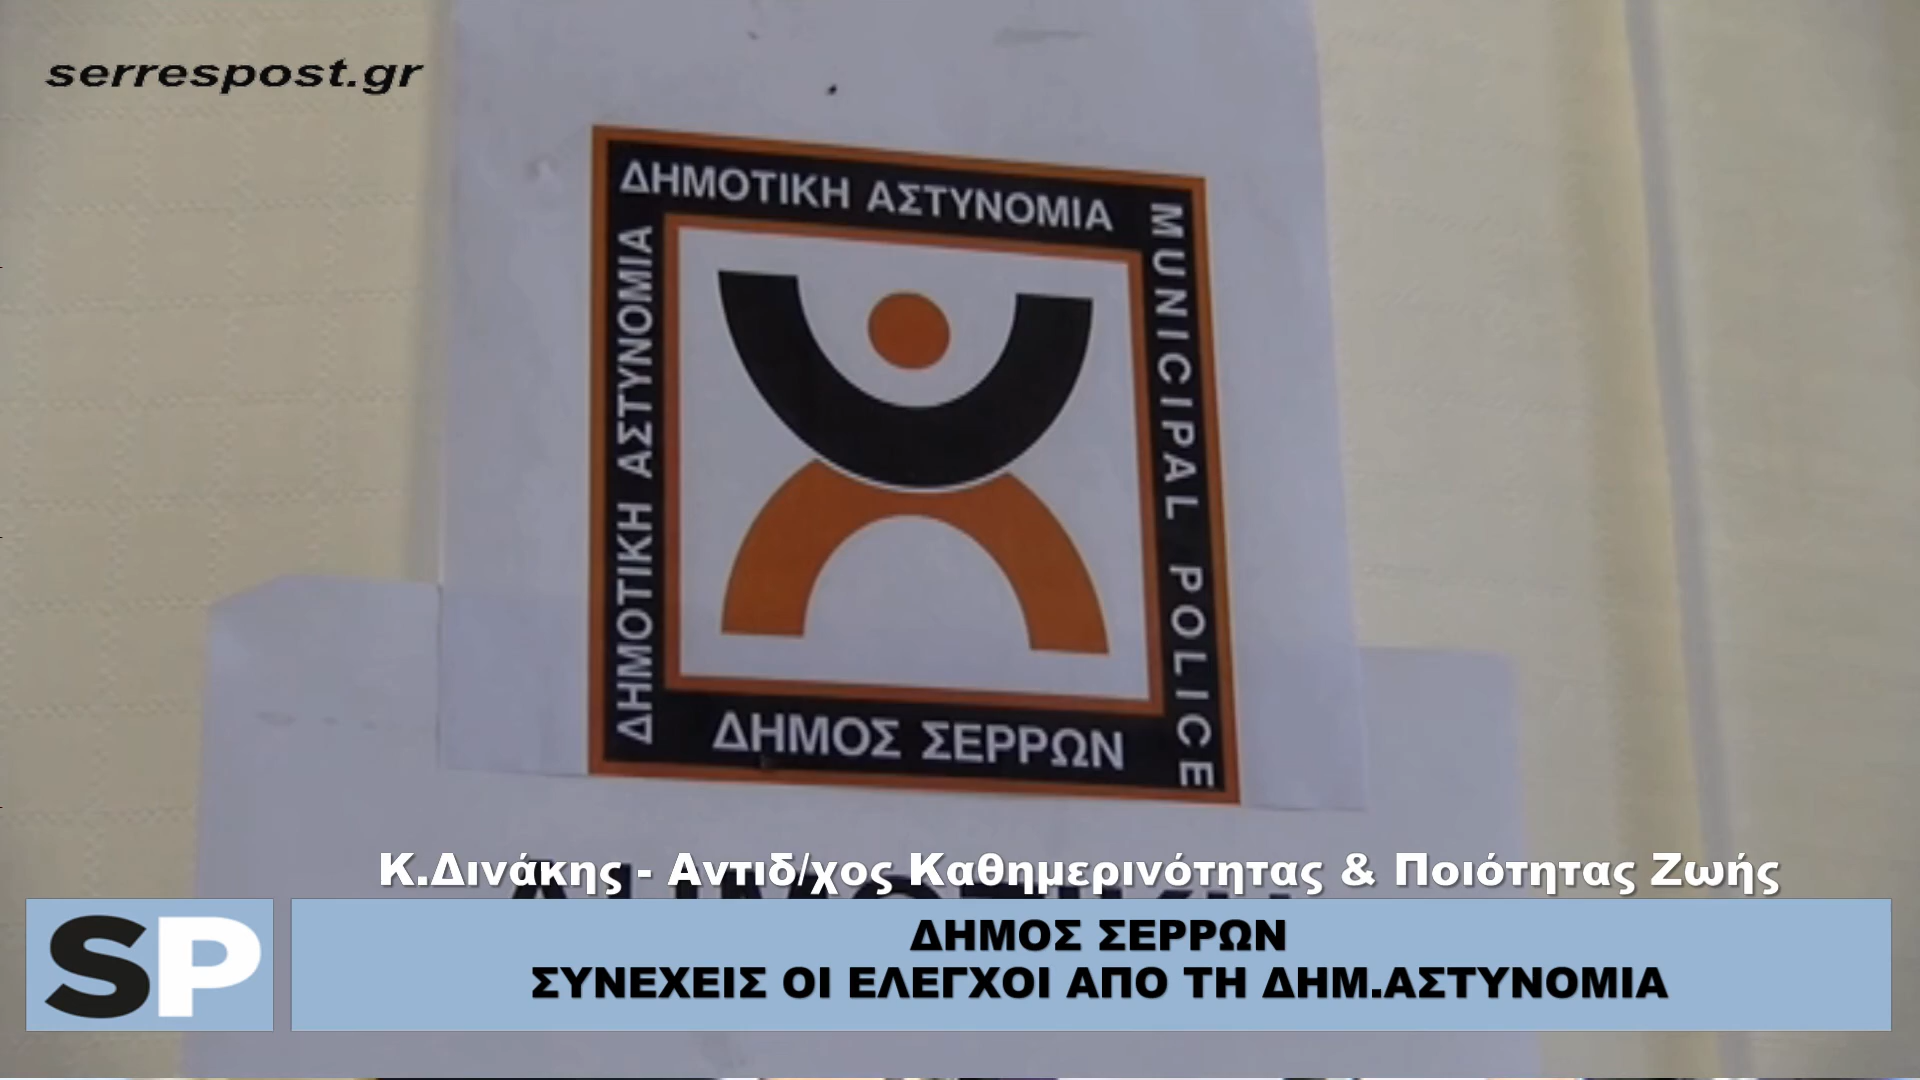 serrespost.gr
ΔΗΜΟΤΙΚΗ ΑΣΤΥΝΟΜΙΑ
ΔΗΜΟΤΙΚΗ ΑΣΤΥΝΟΜΙΑ
MUNICIPAL POLICE
ΔΗΜΟΣ ΣΕΡΡΩΝ
Κ.Δινάκης - Αντιδ/χος Καθημερινότητας & Ποιότητας Ζωής
SP
ΔΗΜΟΣ ΣΕΡΡΩΝ
ΣΥΝΕΧΕΙΣ ΟΙ ΕΛΕΓΧΟΙ ΑΠΟ ΤΗ ΔΗΜ.ΑΣΤΥΝΟΜΙΑ